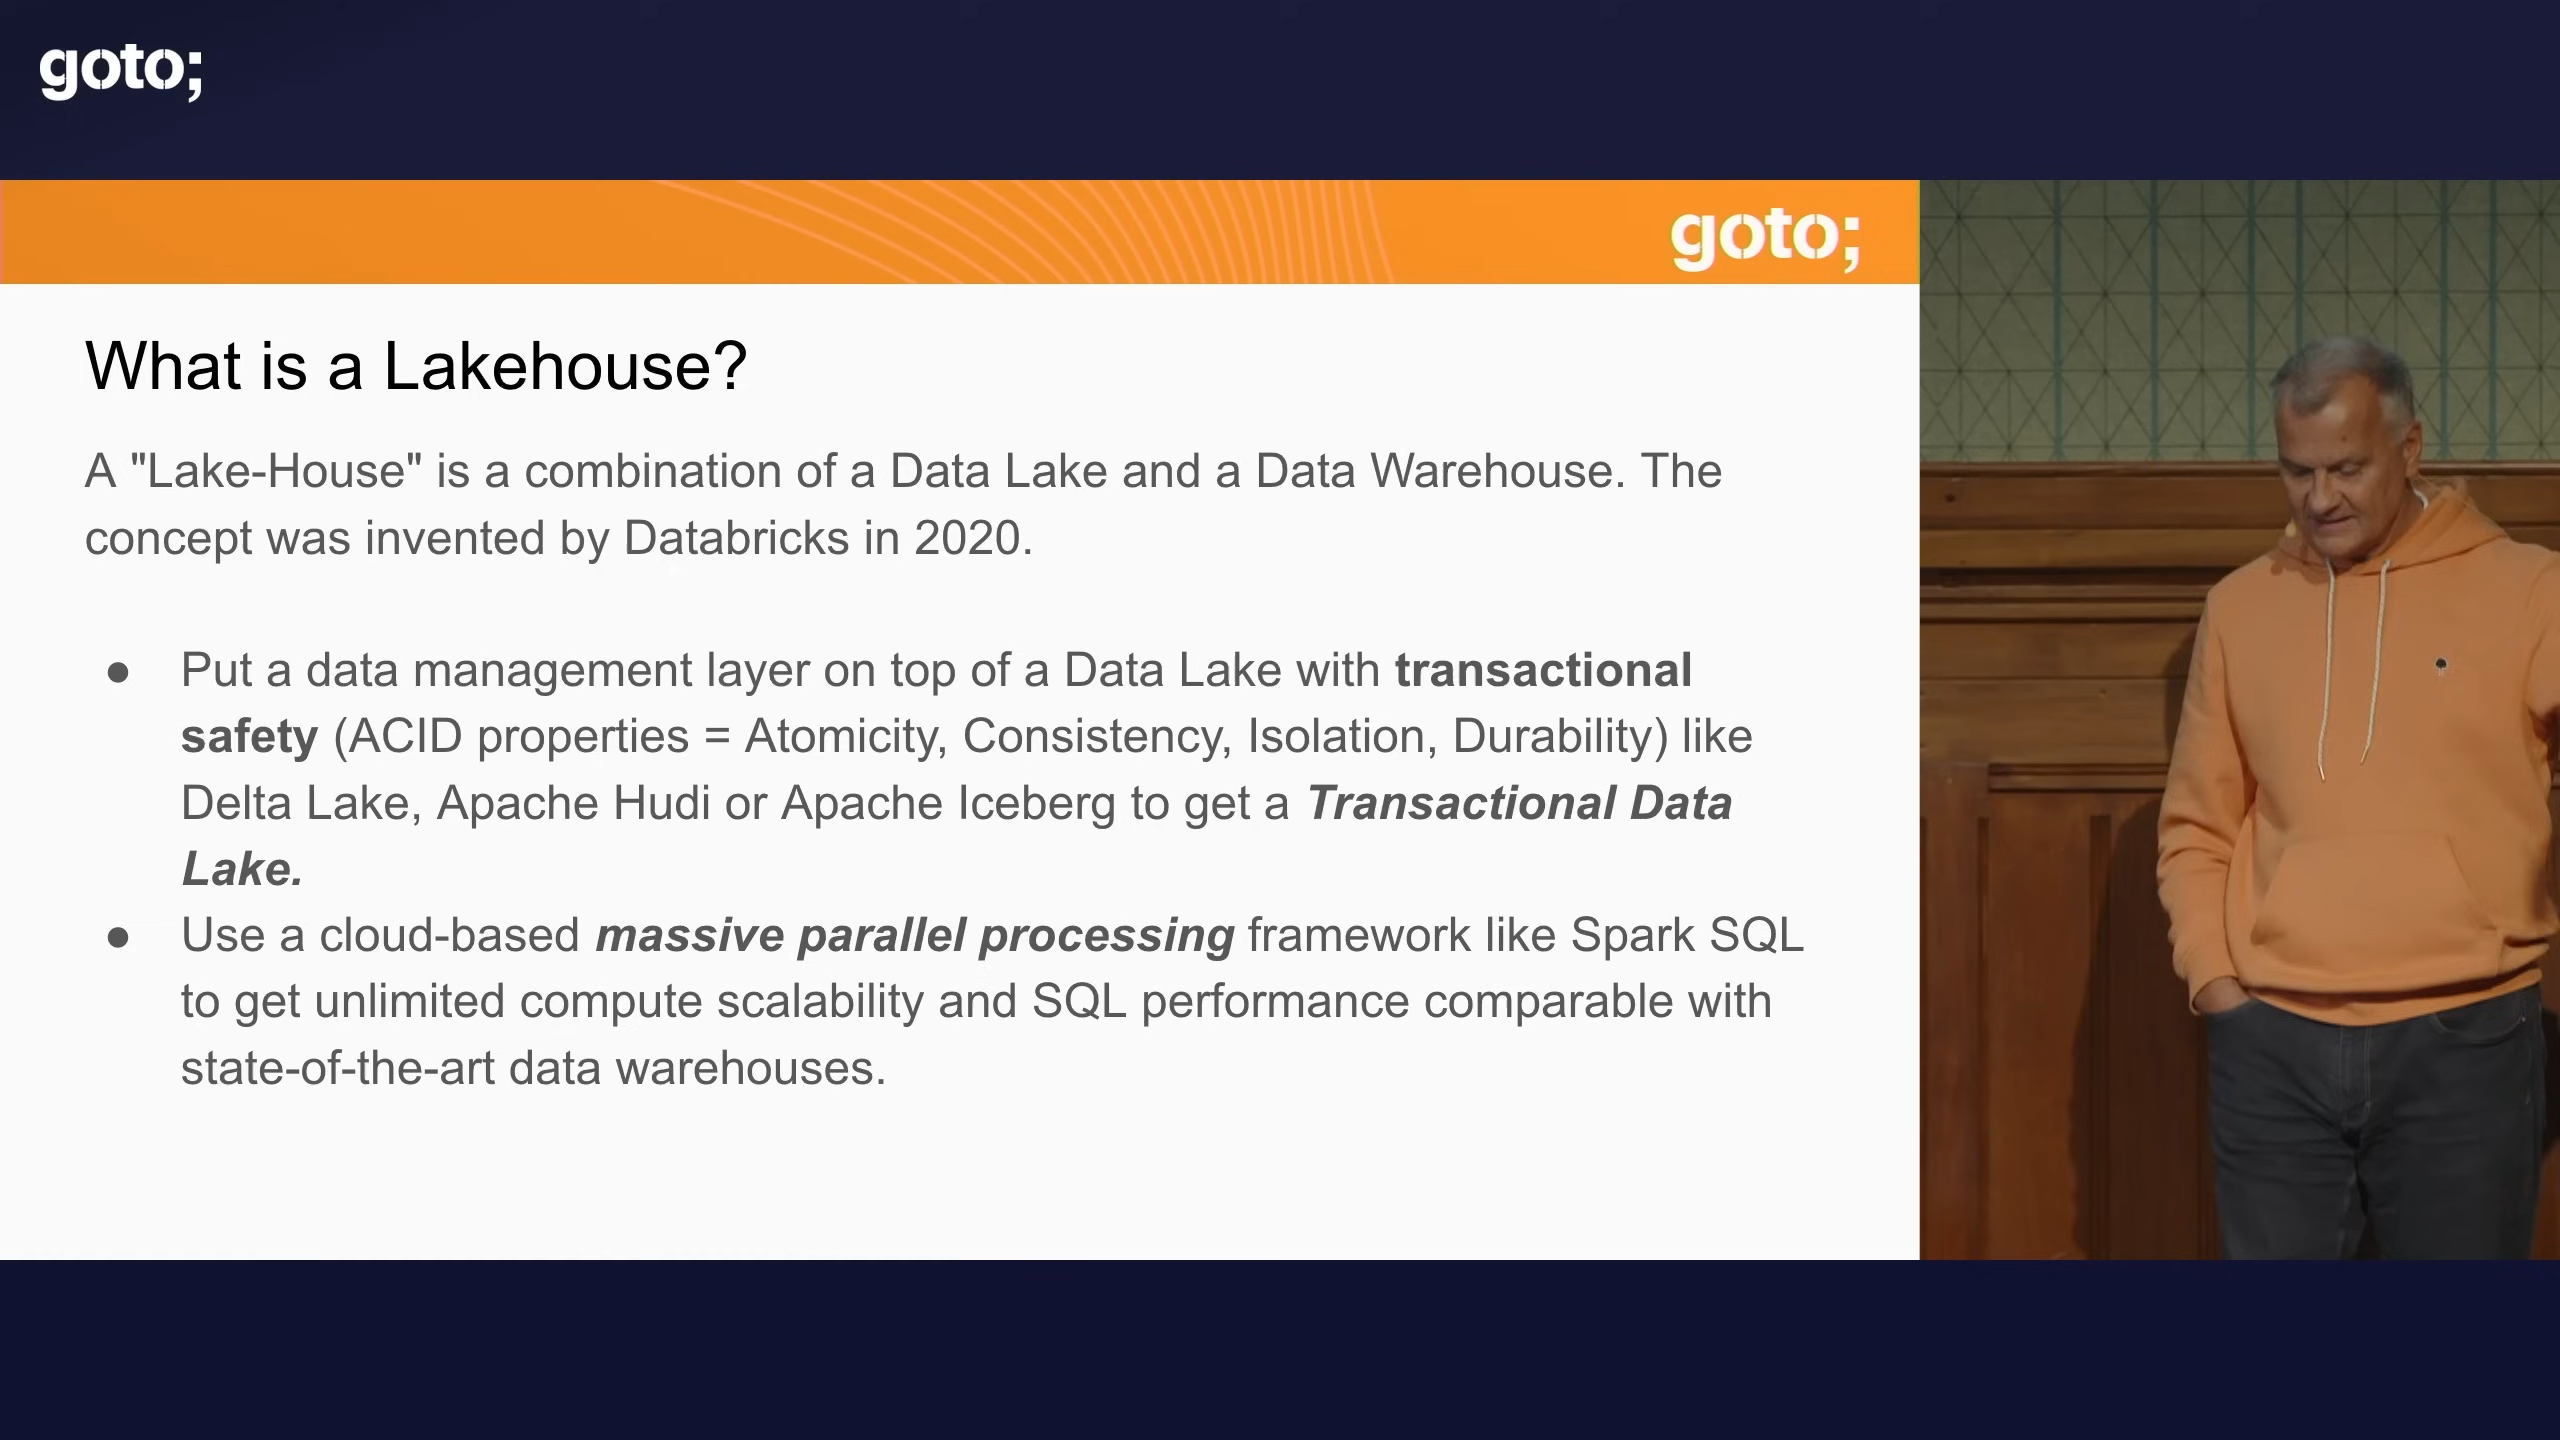 goto;
goto;
What is a Lakehouse?
A "Lake-House" is a combination of a Data Lake and a Data Warehouse. The
concept was invented by Databricks in 2020.
● Put a data management layer on top of a Data Lake with transactional
safety (ACID properties = Atomicity, Consistency, Isolation, Durability) like
Delta Lake, Apache Hudi or Apache Iceberg to get a Transactional Data
Lake.
● Use a cloud-based massive parallel processing framework like Spark SQL
to get unlimited compute scalability and SQL performance comparable with
state-of-the-art data warehouses.